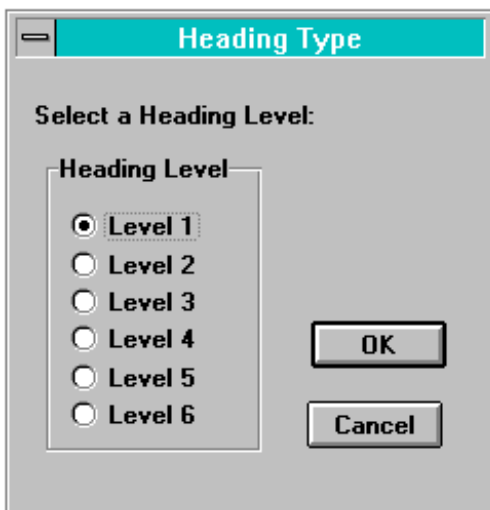 Heading Type
Select a Heading Level:
Heading Level
Level 1
Level 2
Level 3
Level 4
Level 5
Level 6
OK
Cancel